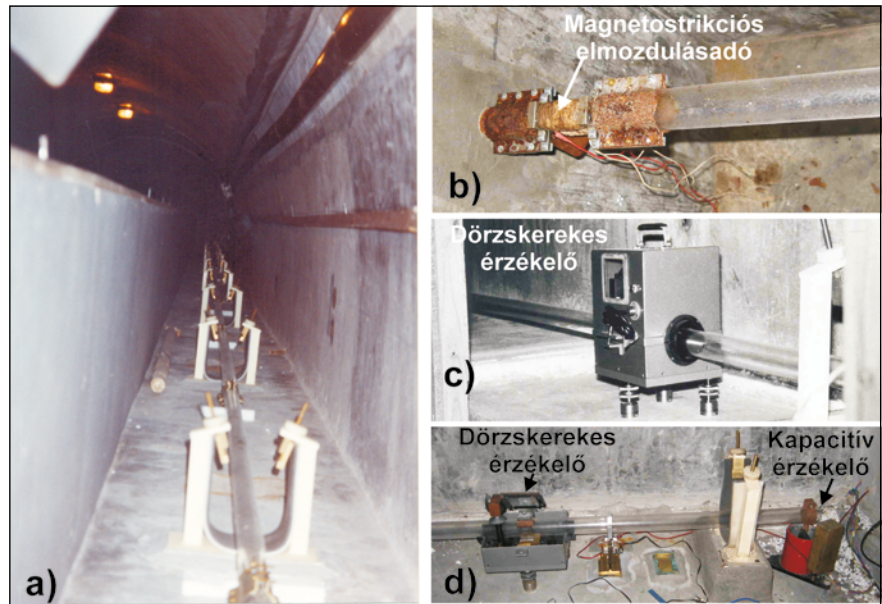 a)
Magnetostrikciós
elmozdulásadó
b)
Dörzskerekes
érzékelő
c)
Dörzskerekes
érzékelő
Kapacitív
érzékelő
d)